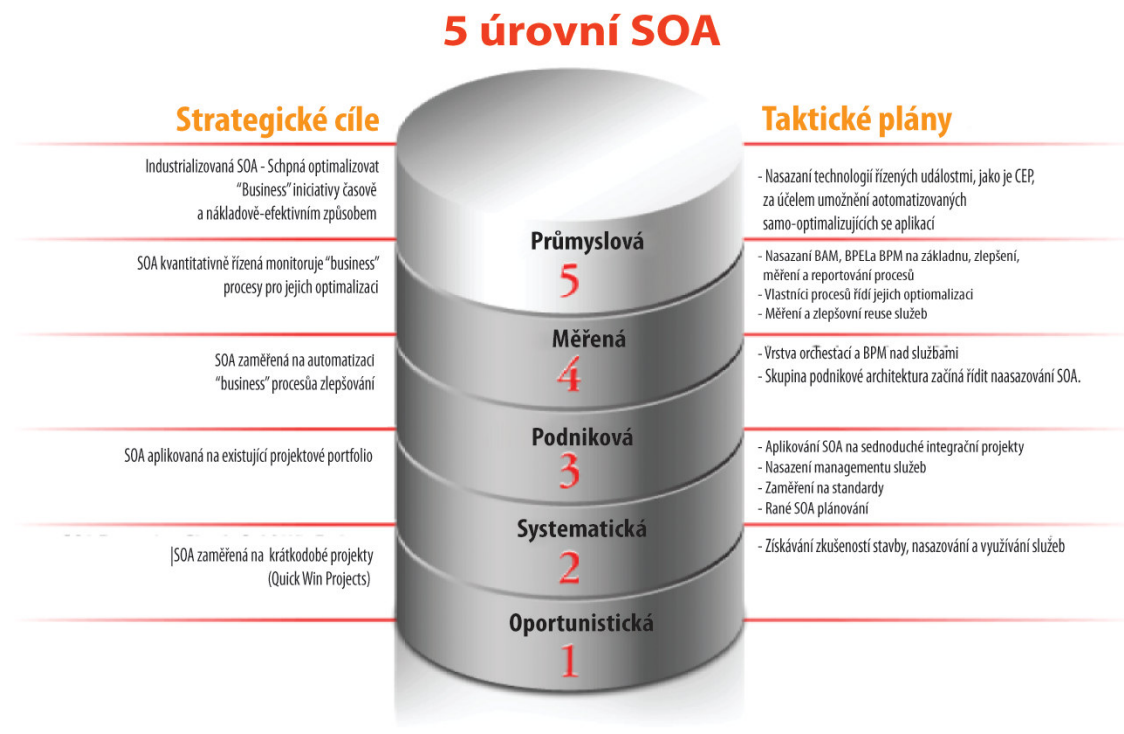 5 úrovní SOA
Strategické cíle
Industrializovaná SOA - Schpná optimalizovat
“Business” iniciativy časově
a nákladově-efektivním způsobem
SOA kvantitativně řízená monitoruje “business”
procesy pro jejich optimalizaci
SOA zaměřená na automatizaci
“business” procesůa zlepšování
SOA aplikovaná na existující projektové portfolio
|SOA zaměřená na krátkodobé projekty
(Quick Win Projects)
Průmyslová
5
Měřená
4
Podniková
3
Systematická
2
Oportunistická
1
Taktické plány
- Nasazaní technologií řízených událostmi, jako je CEP,
za účelem umožnění aotomatizovaných
samo-optimalizujících se aplikací
- Nasazaní BAM, BPELa BPM na základnu, zlepšení,
měření a reportování procesů
- Vlastníci procesů řídí jejich optiomalizaci
- Měření a zlepšovní reuse služeb
- Vrstva orchestací a BPM nad službami
- Skupina podnikové architektura začíná řídit naasazování SOA.
- Aplikování SOA na sednoduché integrační projekty
- Nasazení managementu služeb
- Zaměření na standardy
- Rané SOA plánování
- Získávání zkušeností stavby, nasazování a využívání služeb